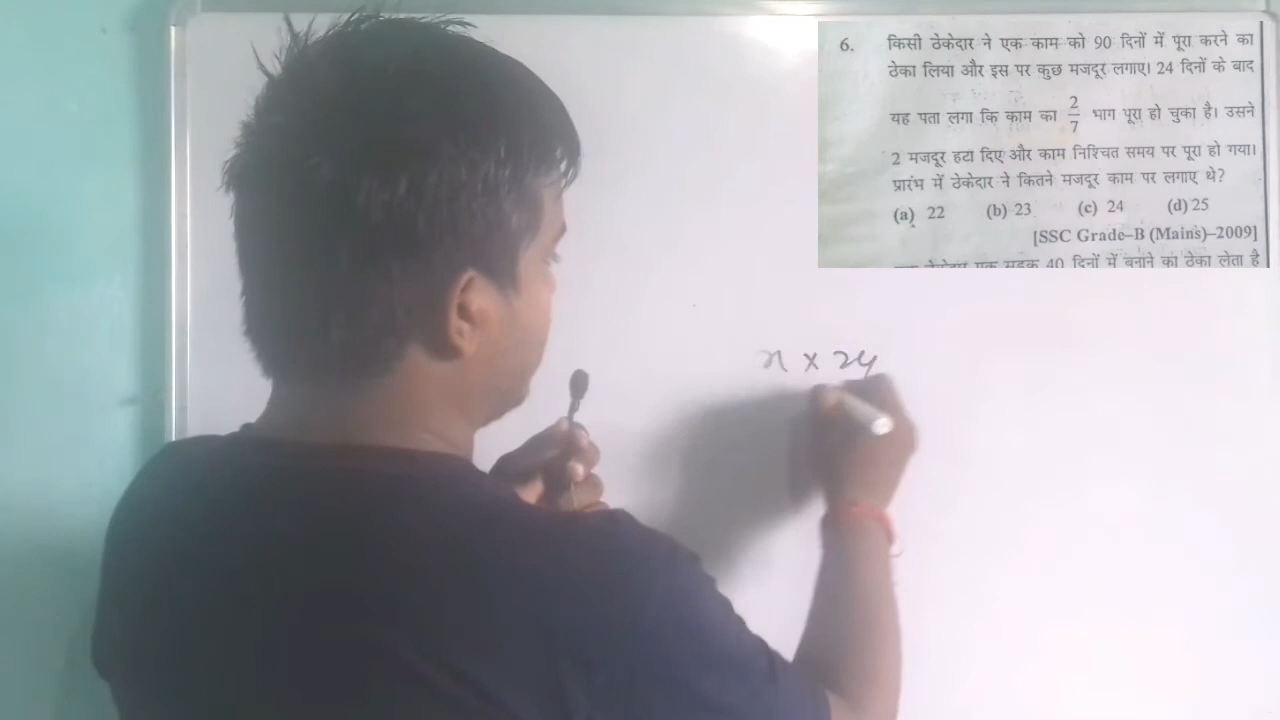 6. किसी ठेकेदार ने एक काम को 90 दिनों में पूरा करने का
ठेका लिया और इस पर कुछ मजदूर लगाए। 24 दिनों के बाद
यह पता लगा कि काम का 2/7 भाग पूरा हो चुका है। उसने
2 मजदूर हटा दिए और काम निश्चित समय पर पूरा हो गया।
प्रारंभ में ठेकेदार ने कितने मजदूर काम पर लगाए थे?
(a) 22 (b) 23 (c) 24 (d) 25
[SSC Grade–B (Mains)–2009]
ठेकेदार एक सड़क 40 दिनों में बनाने का ठेका लेता है
x × 24